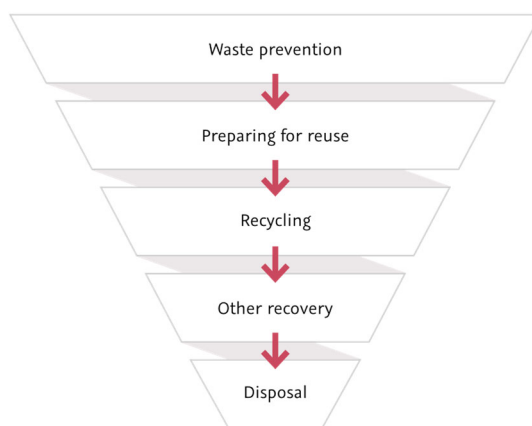 Waste prevention
Preparing for reuse
Recycling
Other recovery
Disposal